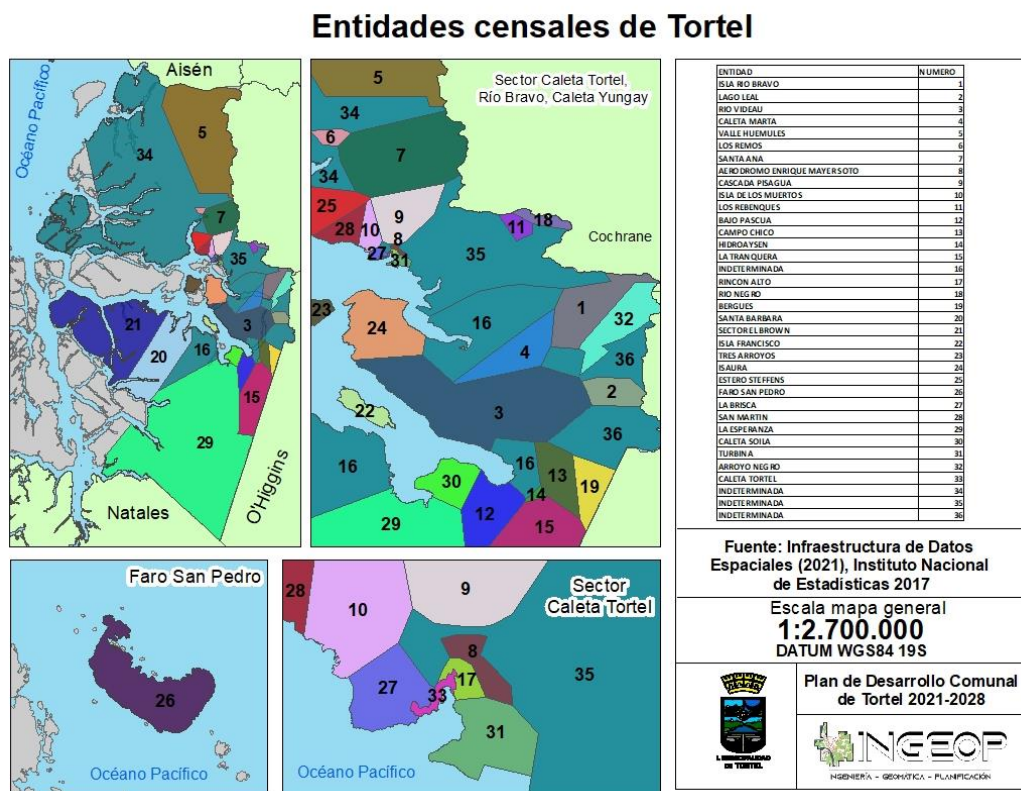 Entidades censales de Tortel
Océano Pacífico
Aisén
5
34
7
35
3
21
20
16
15
29
Natales
O'Higgins
Sector Caleta Tortel,
Río Bravo, Caleta Yungay
5
34
6
7
34
25
28
10
9
8
27
31
11
18
Cochrane
35
23
24
16
1
32
4
36
2
3
22
36
16
16
30
13
19
14
12
29
15
Faro San Pedro
26
Océano Pacífico
Sector
Caleta Tortel
28
10
9
8
17
27
33
35
31
Océano Pacífico
ENTIDAD NUMERO
ISLA RIO BRAVO 1
LAGO LEAL 2
RIO VIDEAU 3
CALETA MARTA 4
VALLE HUEMULES 5
LOS REMOS 6
SANTA ANA 7
AERODROMO ENRIQUE MAYER SOTO 8
CASCADA PISAGUA 9
ISLA DE LOS MUERTOS 10
LOS REBENQUES 11
BAJO PASCUA 12
CAMPO CHICO 13
HIDROAYSEN 14
LA TRANQUERA 15
INDETERMINADA 16
RINCON ALTO 17
RIO NEGRO 18
BERGUES 19
SANTA BARBARA 20
SECTOR EL BROWN 21
ISLA FRANCISCO 22
TRES ARROYOS 23
ISAURA 24
ESTERO STEFFENS 25
FARO SAN PEDRO 26
LA BRISCA 27
SAN MARTIN 28
LA ESPERANZA 29
CALETA SOILA 30
TURBINA 31
ARROYO NEGRO 32
CALETA TORTEL 33
INDETERMINADA 34
INDETERMINADA 35
INDETERMINADA 36
Fuente: Infraestructura de Datos
Espaciales (2021), Instituto Nacional
de Estadísticas 2017
Escala mapa general
1:2.700.000
DATUM WGS84 19S
I. MUNICIPALIDAD
DE TORTEL
Plan de Desarrollo Comunal
de Tortel 2021-2028
INGEOP
INGENIERÍA - GEOMÁTICA - PLANIFICACIÓN